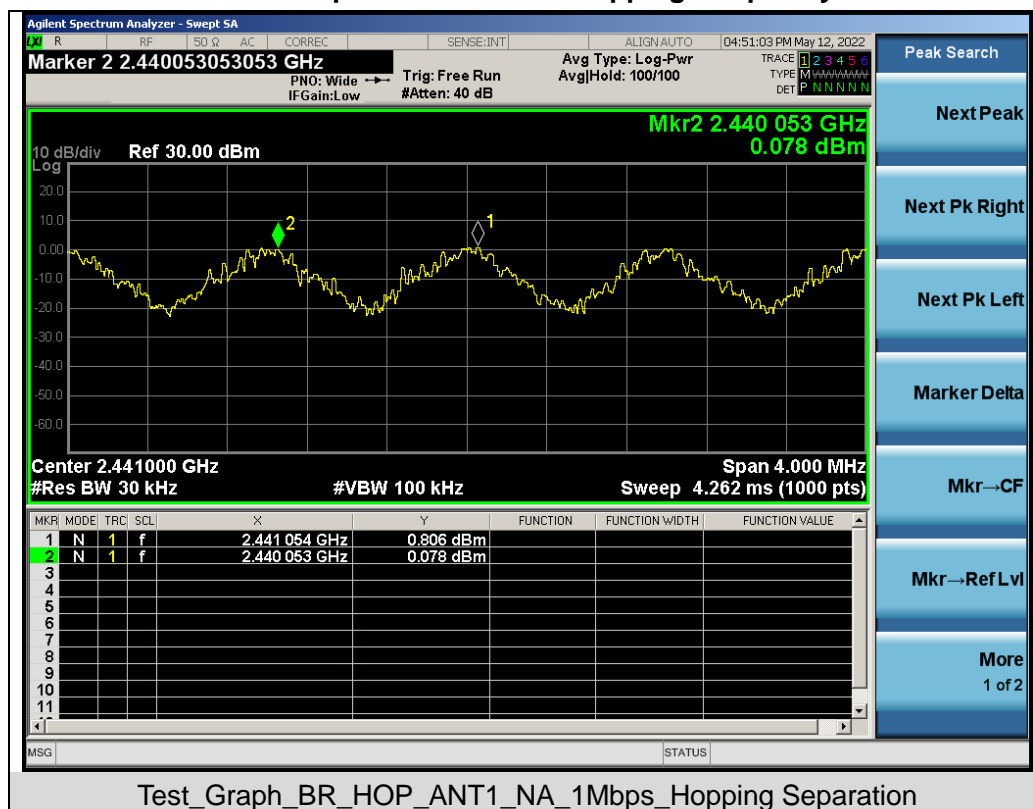 Agilent Spectrum Analyzer - Swept SA
LXI R RF 50 Ω AC CORREC SENSE:INT ALIGN AUTO 04:51:03 PM May 12, 2022
Marker 2 2.440053053053 GHz
PNO: Wide
IFGain:Low
Trig: Free Run
#Atten: 40 dB
Avg Type: Log-Pwr
Avg|Hold: 100/100
TRACE 1 2 3 4 5 6
TYPE M
DET P N N N N N
Peak Search
Mkr2 2.440 053 GHz
0.078 dBm
10 dB/div Ref 30.00 dBm
Log
20.0
10.0
0.00
-10.0
-20.0
-30.0
-40.0
-50.0
-60.0
2
1
Center 2.441000 GHz Span 4.000 MHz
#Res BW 30 kHz #VBW 100 kHz Sweep 4.262 ms (1000 pts)
MKR MODE TRC SCL X Y FUNCTION FUNCTION WIDTH FUNCTION VALUE
1 N 1 f 2.441 054 GHz 0.806 dBm
2 N 1 f 2.440 053 GHz 0.078 dBm
3
4
5
6
7
8
9
10
11
MSG STATUS
Next Peak
Next Pk Right
Next Pk Left
Marker Delta
Mkr→CF
Mkr→Ref Lvl
More
1 of 2
Test_Graph_BR_HOP_ANT1_NA_1Mbps_Hopping Separation